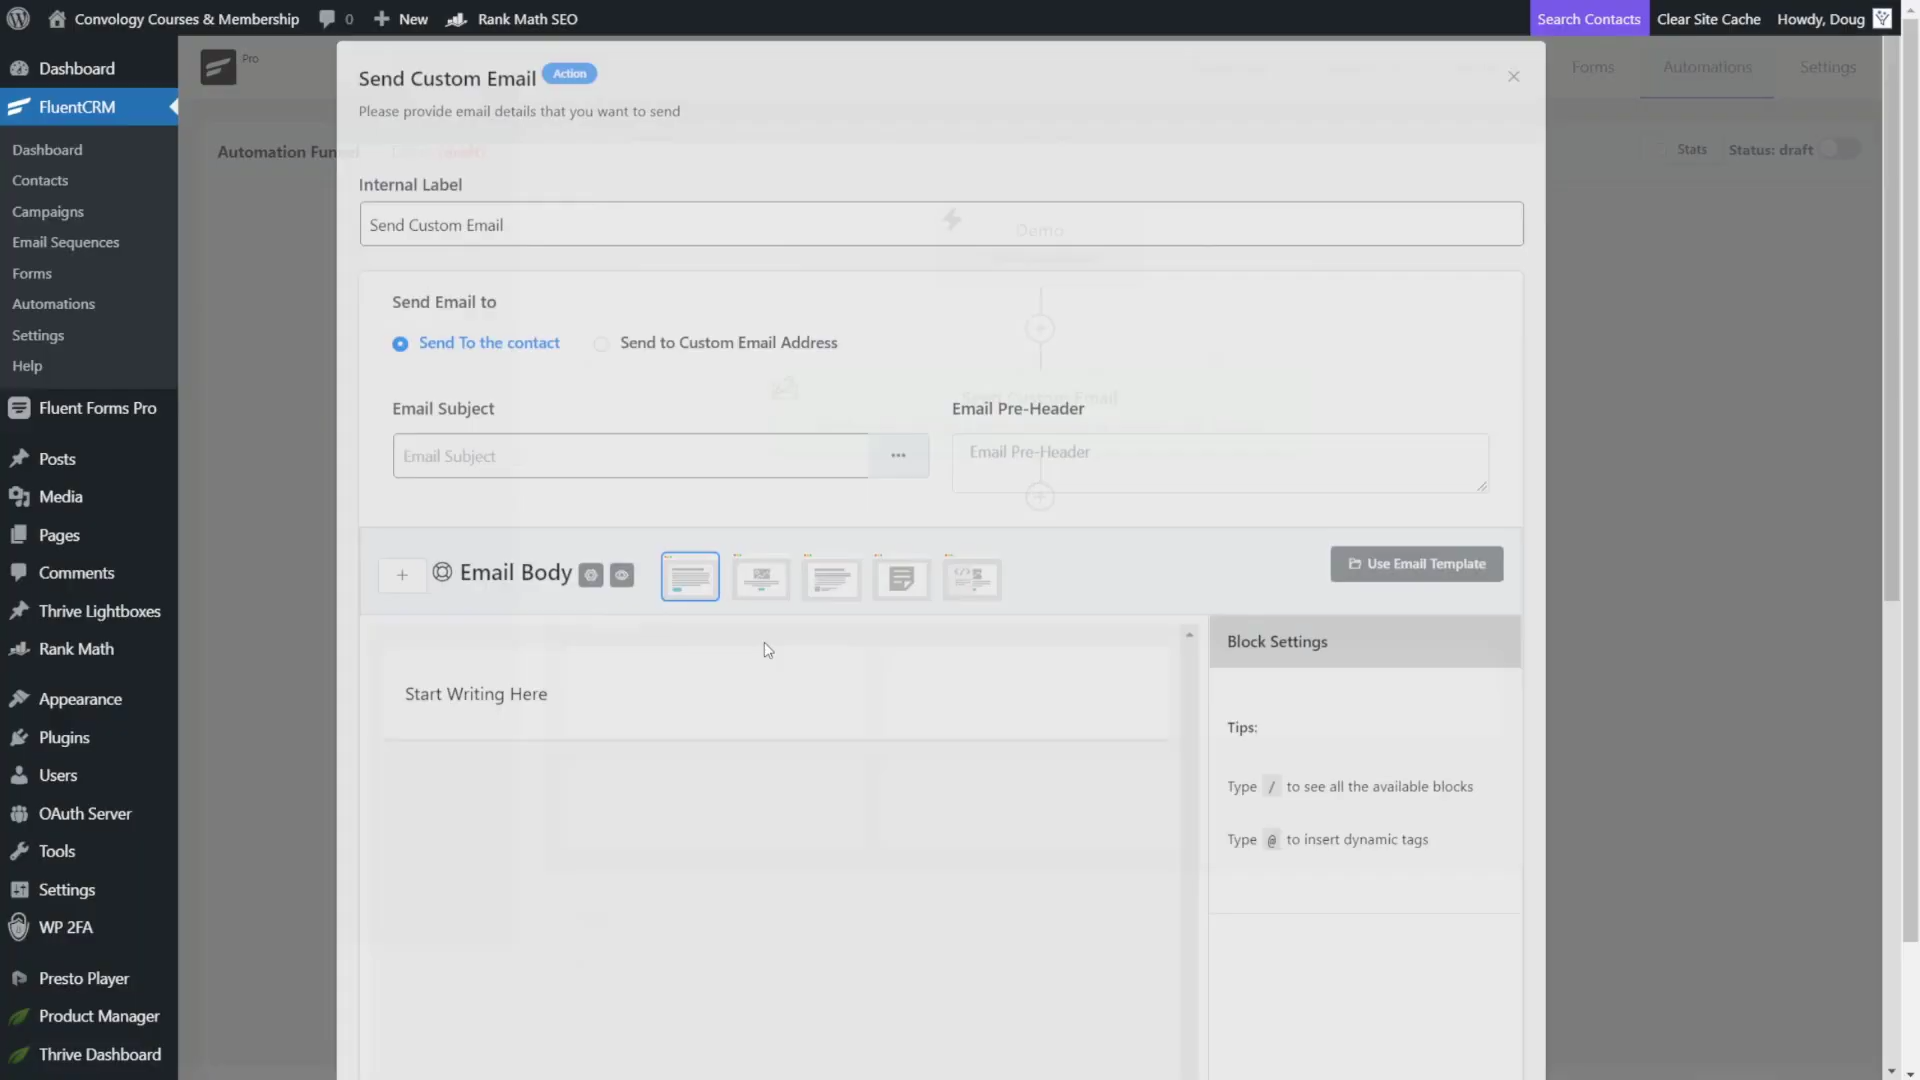 Convology Courses & Membership
0
New
Rank Math SEO
Search Contacts
Clear Site Cache
Howdy, Doug
Dashboard
FluentCRM
Dashboard
Contacts
Campaigns
Email Sequences
Forms
Automations
Settings
Help
Fluent Forms Pro
Posts
Media
Pages
Comments
Thrive Lightboxes
Rank Math
Appearance
Plugins
Users
OAuth Server
Tools
Settings
WP 2FA
Presto Player
Product Manager
Thrive Dashboard
Pro
Forms
Automations
Settings
Automation Fun
Stats
Status: draft
Send Custom Email
Action
Please provide email details that you want to send
Internal Label
Send Custom Email
Demo
Send Email to
Send To the contact
Send to Custom Email Address
Send Custom Email
Email Subject
Email Pre-Header
Email Subject
Email Pre-Header
Email Body
Use Email Template
Start Writing Here
Block Settings
Tips:
Type / to see all the available blocks
Type @ to insert dynamic tags